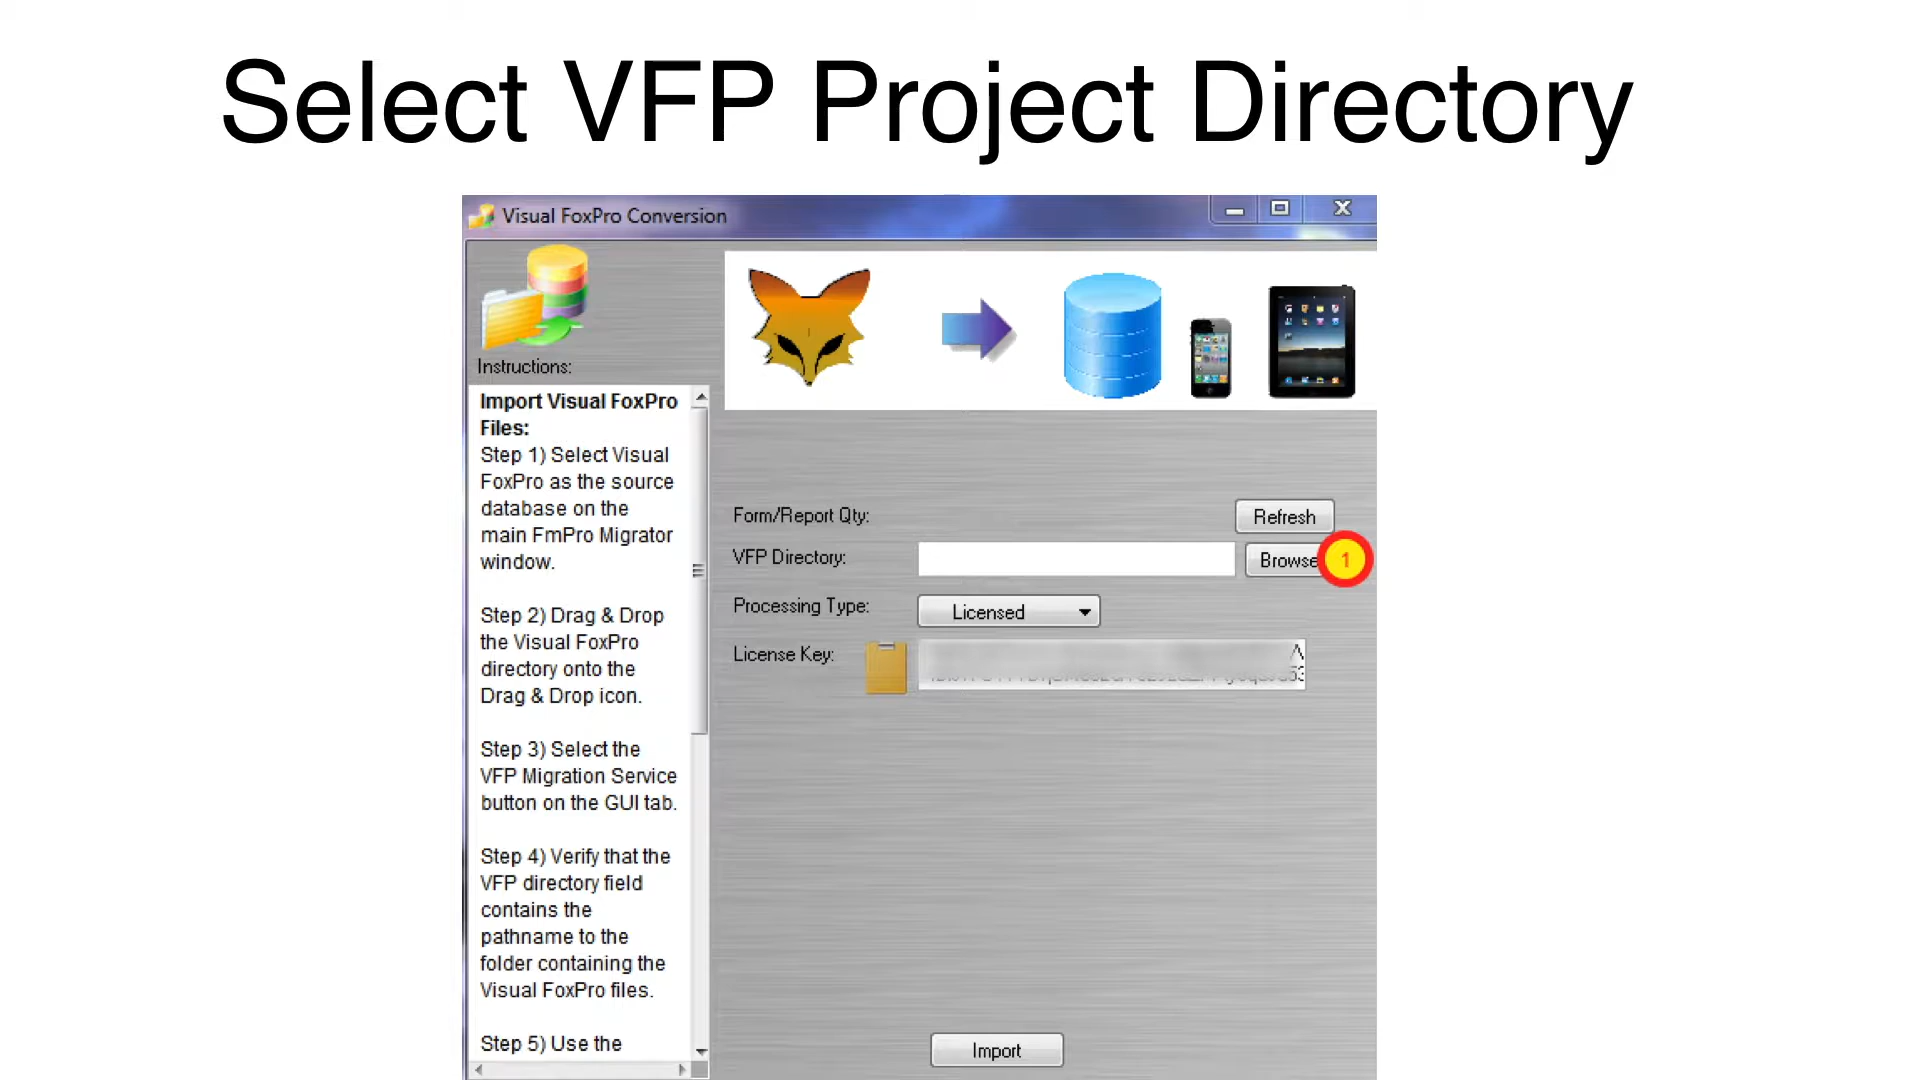 Select VFP Project Directory
Visual FoxPro Conversion
Instructions:
Import Visual FoxPro
Files:
Step 1) Select Visual
FoxPro as the source
database on the
main FmPro Migrator
window.
Step 2) Drag & Drop
the Visual FoxPro
directory onto the
Drag & Drop icon.
Step 3) Select the
VFP Migration Service
button on the GUI tab.
Step 4) Verify that the
VFP directory field
contains the
pathname to the
folder containing the
Visual FoxPro files.
Step 5) Use the
Form/Report Qty:
Refresh
VFP Directory:
Browse
1
Processing Type:
Licensed
License Key:
Import